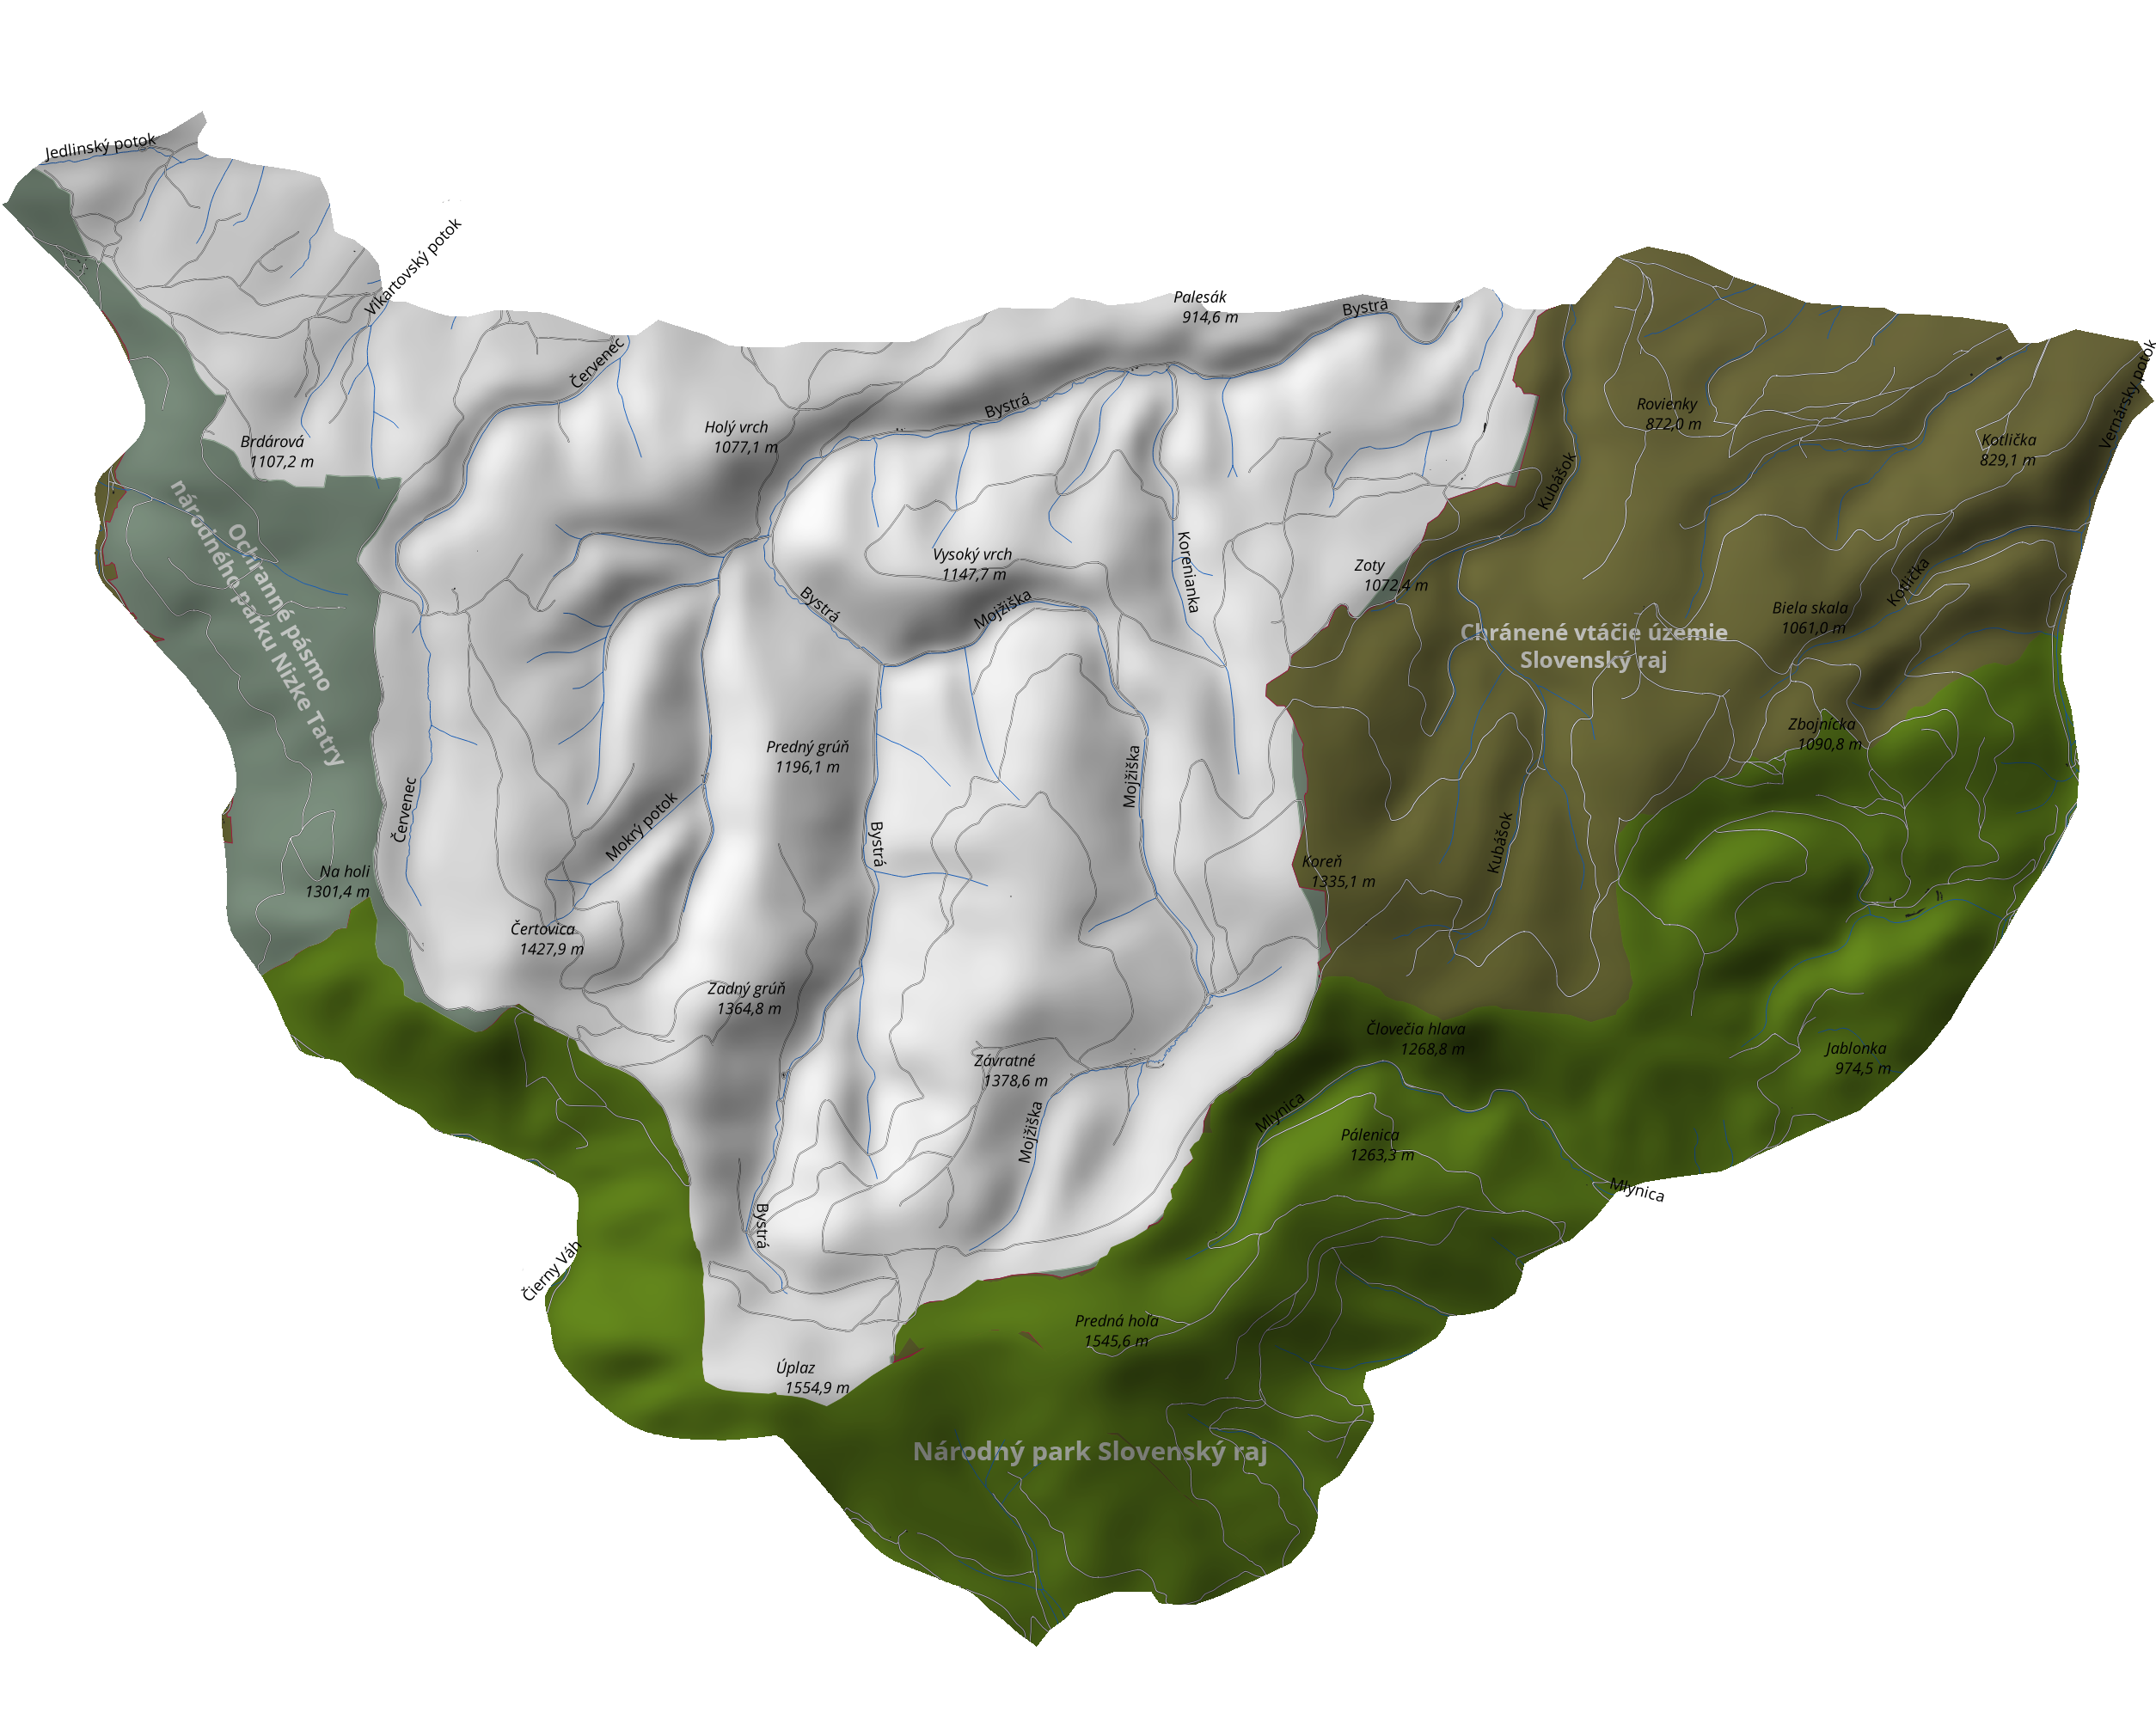 Jedlinský potok
Vikartovský potok
Palesák
914,6 m
Bystrá
Červenec
Vernársky potok
Bystrá
Rovienky
872,0 m
Holý vrch
1077,1 m
Brdárová
1107,2 m
Kotlička
829,1 m
Kubášok
Ochranné pásmo
národného parku Nizke Tatry
Vysoký vrch
1147,7 m
Korenianka
Zoty
1072,4 m
Kotlička
Bystrá
Mojžiška
Biela skala
1061,0 m
Chránené vtáčie územie
Slovenský raj
Zbojnícka
1090,8 m
Predný grúň
1196,1 m
Mojžiška
Červenec
Mokrý potok
Bystrá
Kubášok
Na holi
1301,4 m
Koreň
1335,1 m
Čertovica
1427,9 m
Zadný grúň
1364,8 m
Človečia hlava
1268,8 m
Jablonka
974,5 m
Závratné
1378,6 m
Mlynica
Mojžiška
Pálenica
1263,3 m
Mlynica
Bystrá
Čierny Váh
Predná hoľa
1545,6 m
Úplaz
1554,9 m
Národný park Slovenský raj